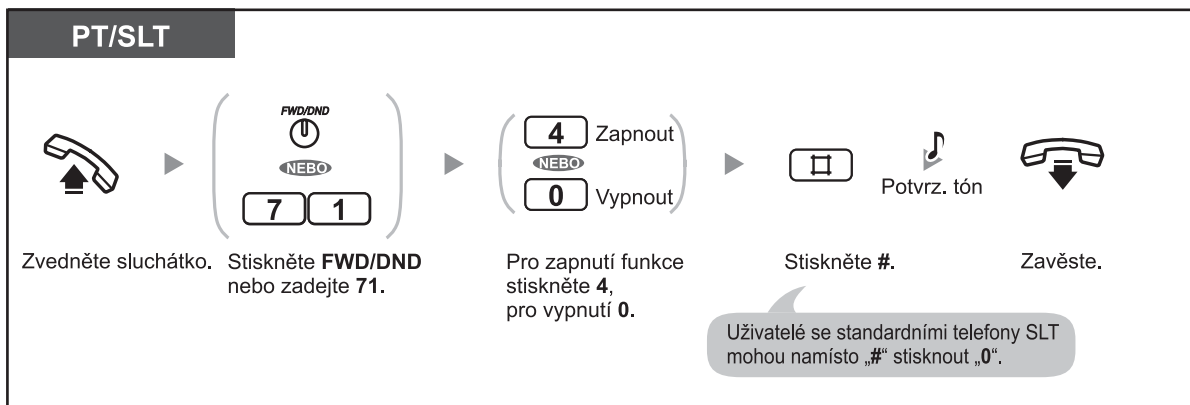 PT/SLT
FWD/DND
NEBO
7 1
4 Zapnout
NEBO
0 Vypnout
#
Potvrz. tón
Zvedněte sluchátko.
Stiskněte FWD/DND
nebo zadejte 71.
Pro zapnutí funkce
stiskněte 4,
pro vypnutí 0.
Stiskněte #.
Zavěste.
Uživatelé se standardními telefony SLT
mohou namísto „#“ stisknout „0“.